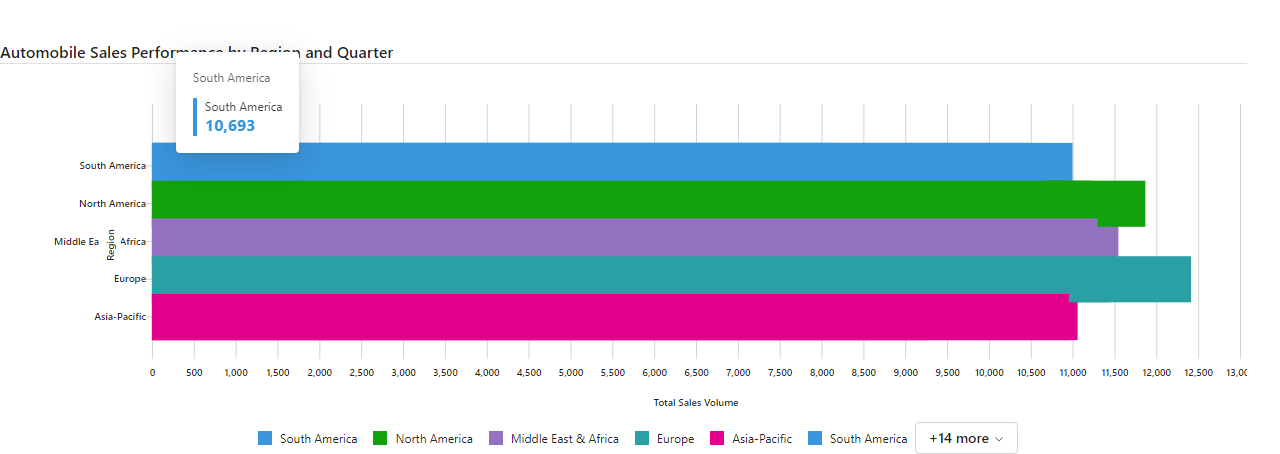 Automobile Sales Performance by Region and Quarter
South America
South America
10,693
South America
North America
Middle Ea Africa
Region
Europe
Asia-Pacific
0 500 1,000 1,500 2,000 2,500 3,000 3,500 4,000 4,500 5,000 5,500 6,000 6,500 7,000 7,500 8,000 8,500 9,000 9,500 10,000 10,500 11,000 11,500 12,000 12,500 13,00
Total Sales Volume
South America North America Middle East & Africa Europe Asia-Pacific South America +14 more